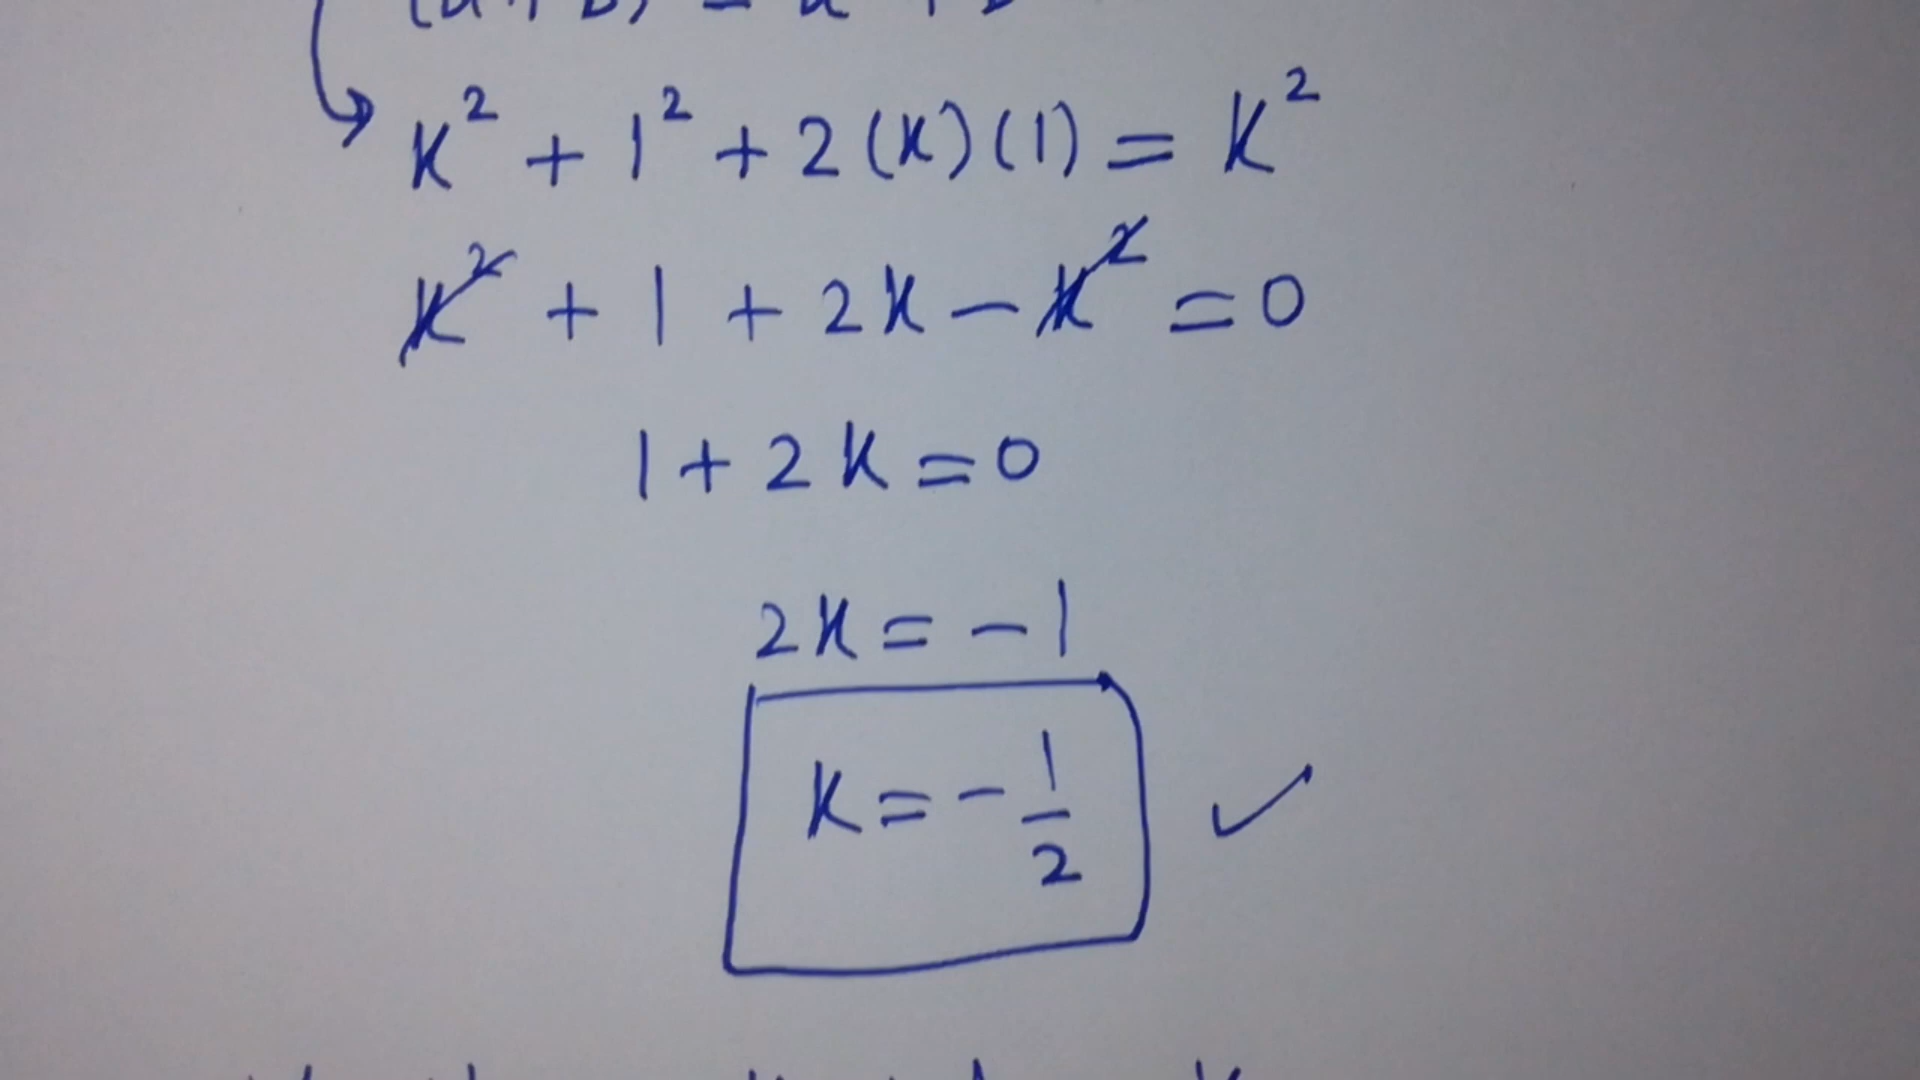 K² + 1² + 2(K)(1) = K²
K² + 1 + 2K - K² = 0
1 + 2K = 0
2K = -1
K = -1/2 ✓